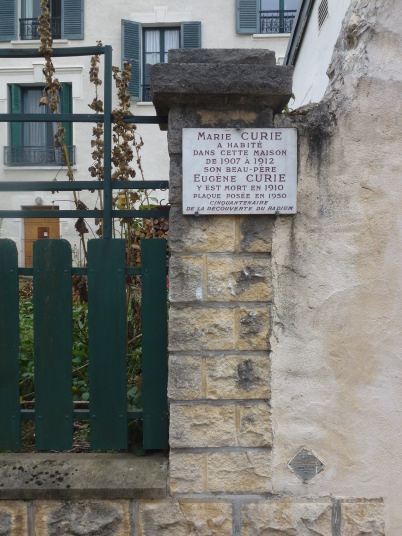 MARIE CURIE
A HABITÉ
DANS CETTE MAISON
DE 1907 À 1912
SON BEAU-PÈRE
EUGÈNE CURIE
Y EST MORT EN 1910
PLAQUE POSÉE EN 1950
CINQUANTENAIRE
DE LA DÉCOUVERTE DU RADIUM